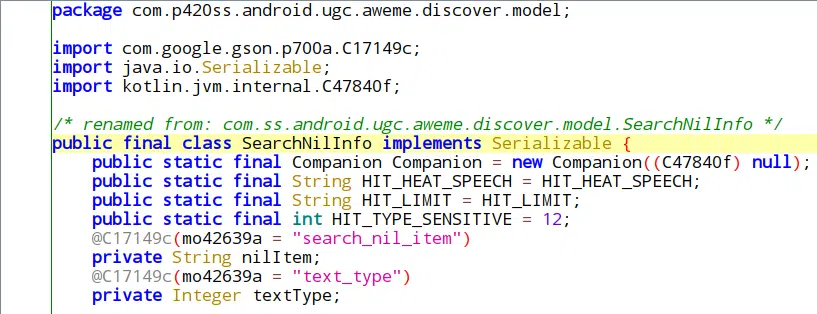 package com.p420ss.android.ugc.aweme.discover.model;
import com.google.gson.p700a.C17149c;
import java.io.Serializable;
import kotlin.jvm.internal.C47840f;
/* renamed from: com.ss.android.ugc.aweme.discover.model.SearchNilInfo */
public final class SearchNilInfo implements Serializable {
    public static final Companion Companion = new Companion((C47840f) null);
    public static final String HIT_HEAT_SPEECH = HIT_HEAT_SPEECH;
    public static final String HIT_LIMIT = HIT_LIMIT;
    public static final int HIT_TYPE_SENSITIVE = 12;
    @C17149c(mo42639a = "search_nil_item")
    private String nilItem;
    @C17149c(mo42639a = "text_type")
    private Integer textType;